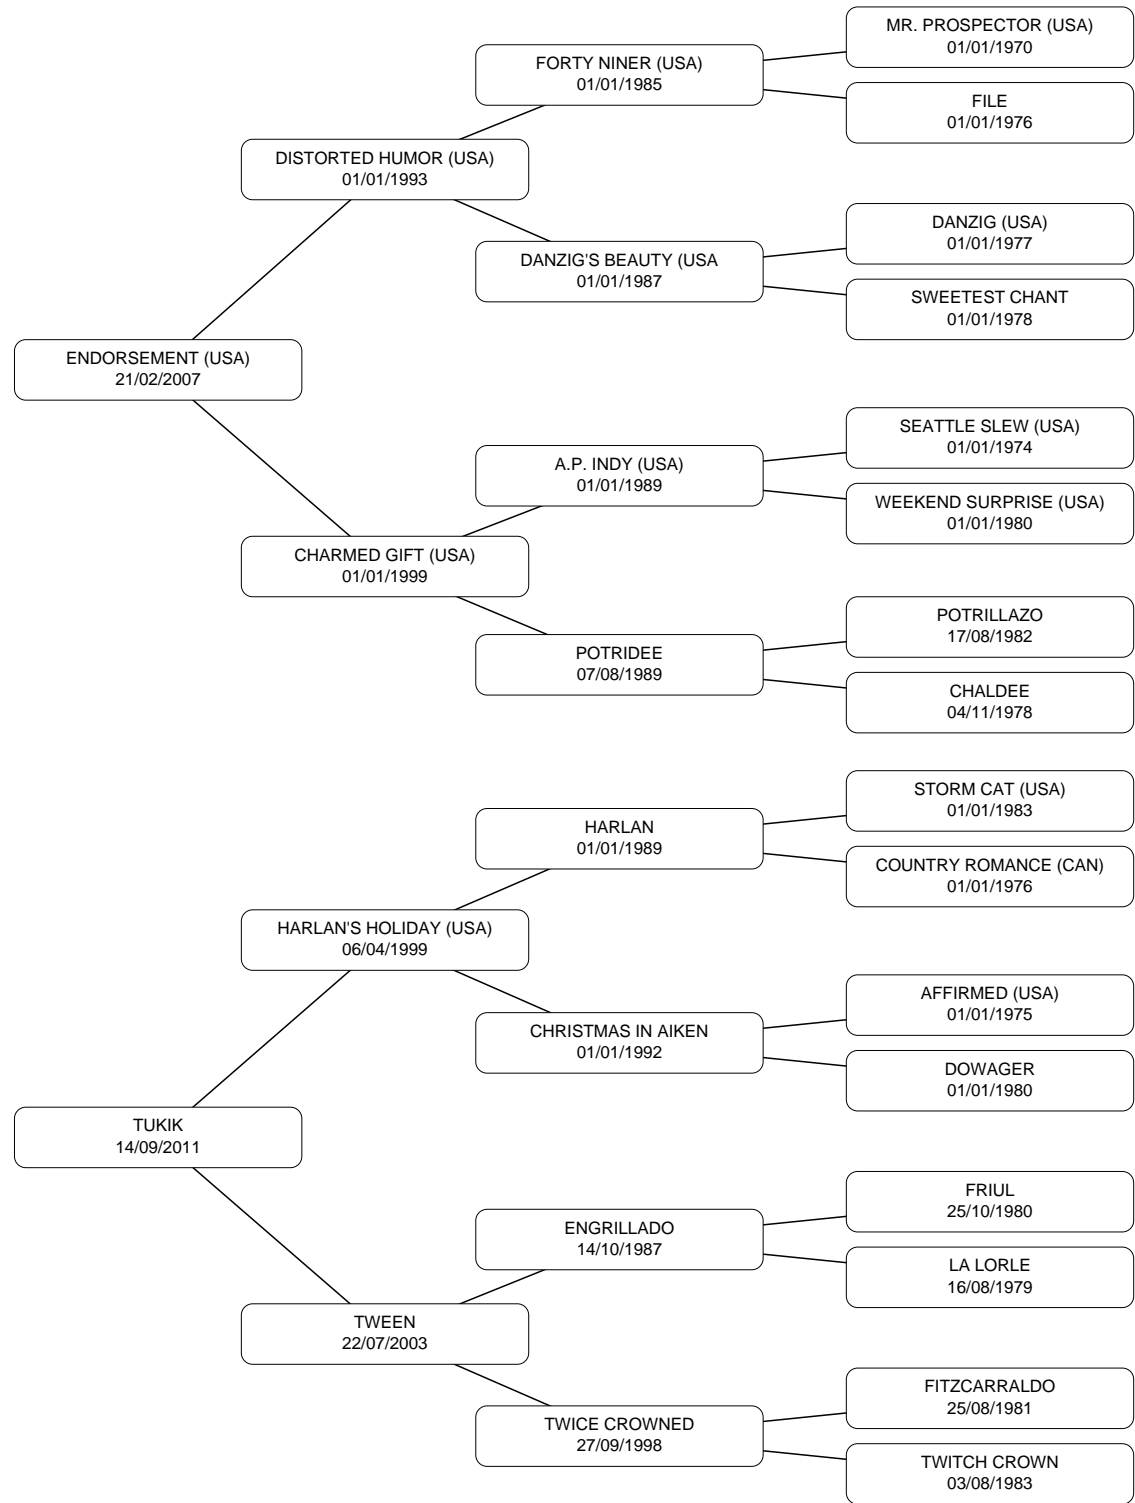 MR. PROSPECTOR (USA)
01/01/1970
FORTY NINER (USA)
01/01/1985
FILE
01/01/1976
DISTORTED HUMOR (USA)
01/01/1993
DANZIG (USA)
01/01/1977
DANZIG'S BEAUTY (USA
01/01/1987
SWEETEST CHANT
01/01/1978
ENDORSEMENT (USA)
21/02/2007
SEATTLE SLEW (USA)
01/01/1974
A.P. INDY (USA)
01/01/1989
WEEKEND SURPRISE (USA)
01/01/1980
CHARMED GIFT (USA)
01/01/1999
POTRILLAZO
17/08/1982
POTRIDEE
07/08/1989
CHALDEE
04/11/1978
STORM CAT (USA)
01/01/1983
HARLAN
01/01/1989
COUNTRY ROMANCE (CAN)
01/01/1976
HARLAN'S HOLIDAY (USA)
06/04/1999
AFFIRMED (USA)
01/01/1975
CHRISTMAS IN AIKEN
01/01/1992
DOWAGER
01/01/1980
TUKIK
14/09/2011
FRIUL
25/10/1980
ENGRILLADO
14/10/1987
LA LORLE
16/08/1979
TWEEN
22/07/2003
FITZCARRALDO
25/08/1981
TWICE CROWNED
27/09/1998
TWITCH CROWN
03/08/1983